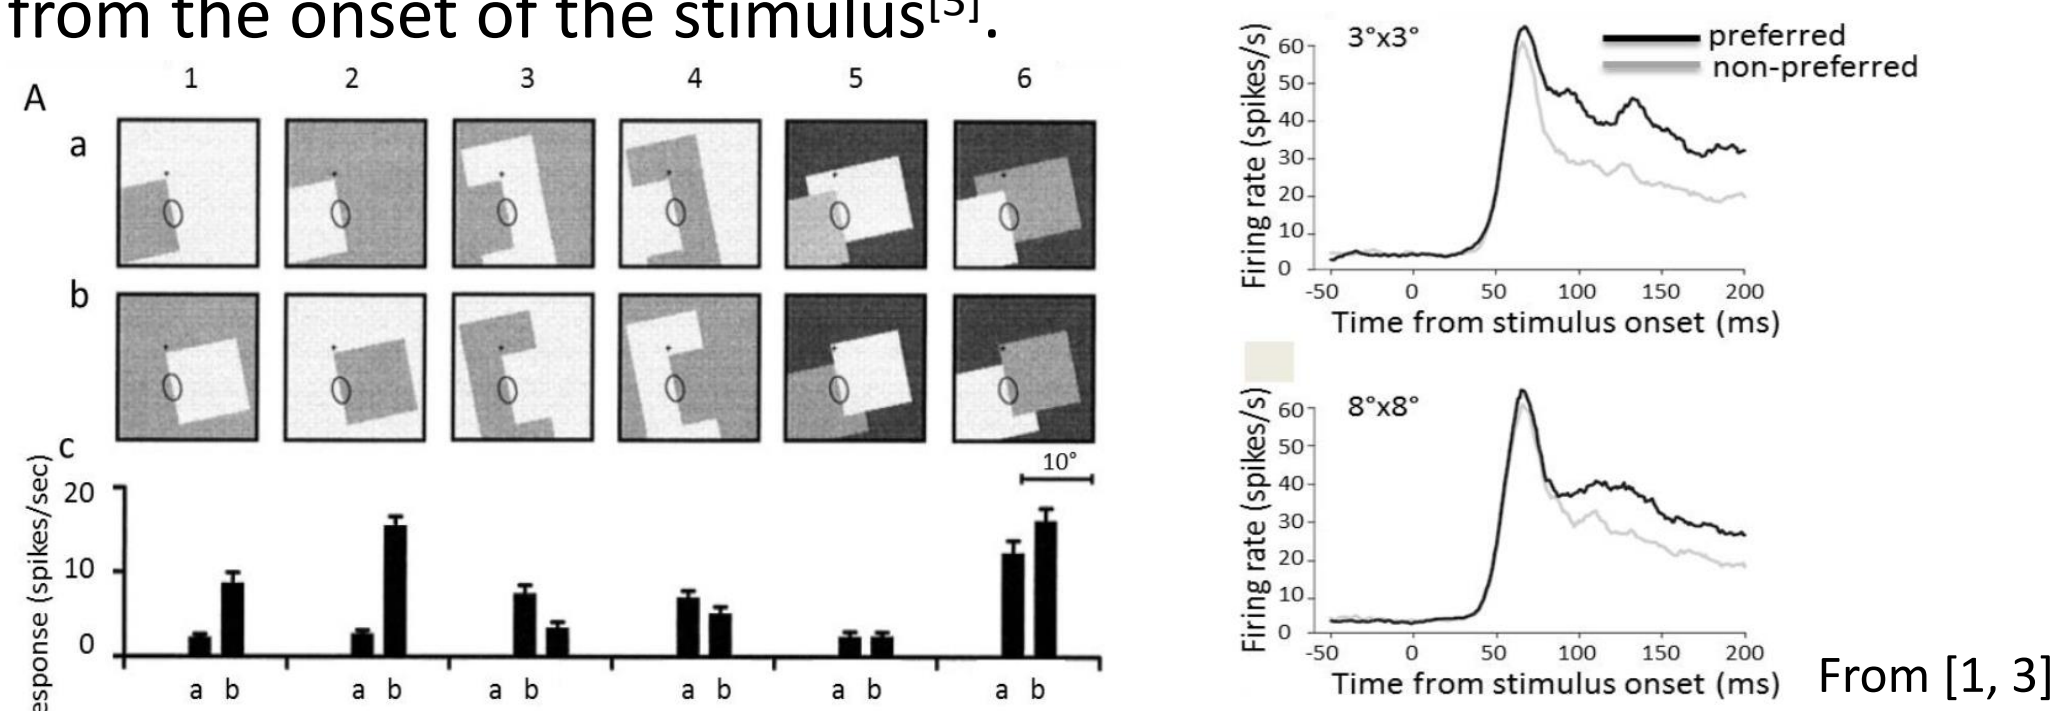 from the onset of the stimulus[3].
1 2 3 4 5 6
A
a
b
c
10°
esponse (spikes/sec)
20
10
0
a b a b a b a b a b a b
3°x3°
preferred
non-preferred
Firing rate (spikes/s)
60
50
40
30
20
10
0
-50 0 50 100 150 200
Time from stimulus onset (ms)
8°x8°
Firing rate (spikes/s)
60
50
40
30
20
10
0
-50 0 50 100 150 200
Time from stimulus onset (ms)
From [1, 3]